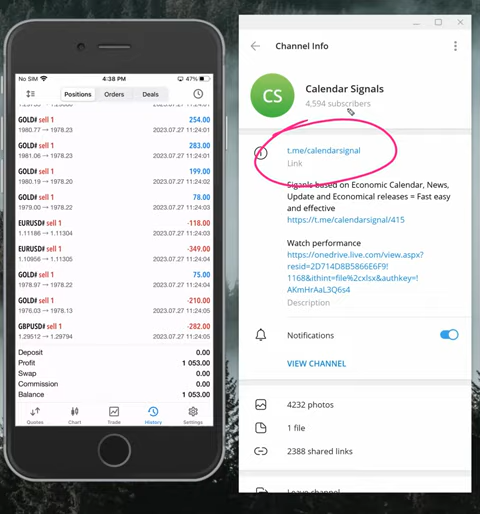 No SIM
4:38 PM
47%
Positions
Orders
Deals
GOLD# sell 1
254.00
1980.77 → 1978.23
2023.07.27 11:24:01
GOLD# sell 1
283.00
1981.06 → 1978.23
2023.07.27 11:24:01
GOLD# sell 1
199.00
1980.19 → 1978.20
2023.07.27 11:24:02
GOLD# sell 1
78.00
1979.00 → 1978.22
2023.07.27 11:24:02
EURUSD# sell 1
-118.00
1.11186 → 1.11304
2023.07.27 11:24:03
EURUSD# sell 1
-349.00
1.10956 → 1.11305
2023.07.27 11:24:03
GOLD# sell 1
75.00
1978.97 → 1978.22
2023.07.27 11:24:04
GOLD# sell 1
-210.00
1976.03 → 1978.13
2023.07.27 11:24:05
GBPUSD# sell 1
-282.00
1.29512 → 1.29794
2023.07.27 11:24:05
Deposit
0.00
Profit
1 053.00
Swap
0.00
Commission
0.00
Balance
1 053.00
Quotes
Chart
Trade
History
Settings
Channel Info
CS
Calendar Signals
4,594 subscribers
t.me/calendarsignal
Link
Siganls based on Economic Calendar, News,
Update and Economical releases = Fast easy
and effective
https://t.me/calendarsignal/415
Watch performance
https://onedrive.live.com/view.aspx?
resid=2D714D8B5866E6F9!
1168&ithint=file%2cxlsx&authkey=!
AKmHrAaL3Q6s4
Description
Notifications
VIEW CHANNEL
4232 photos
1 file
2388 shared links
Leave channel